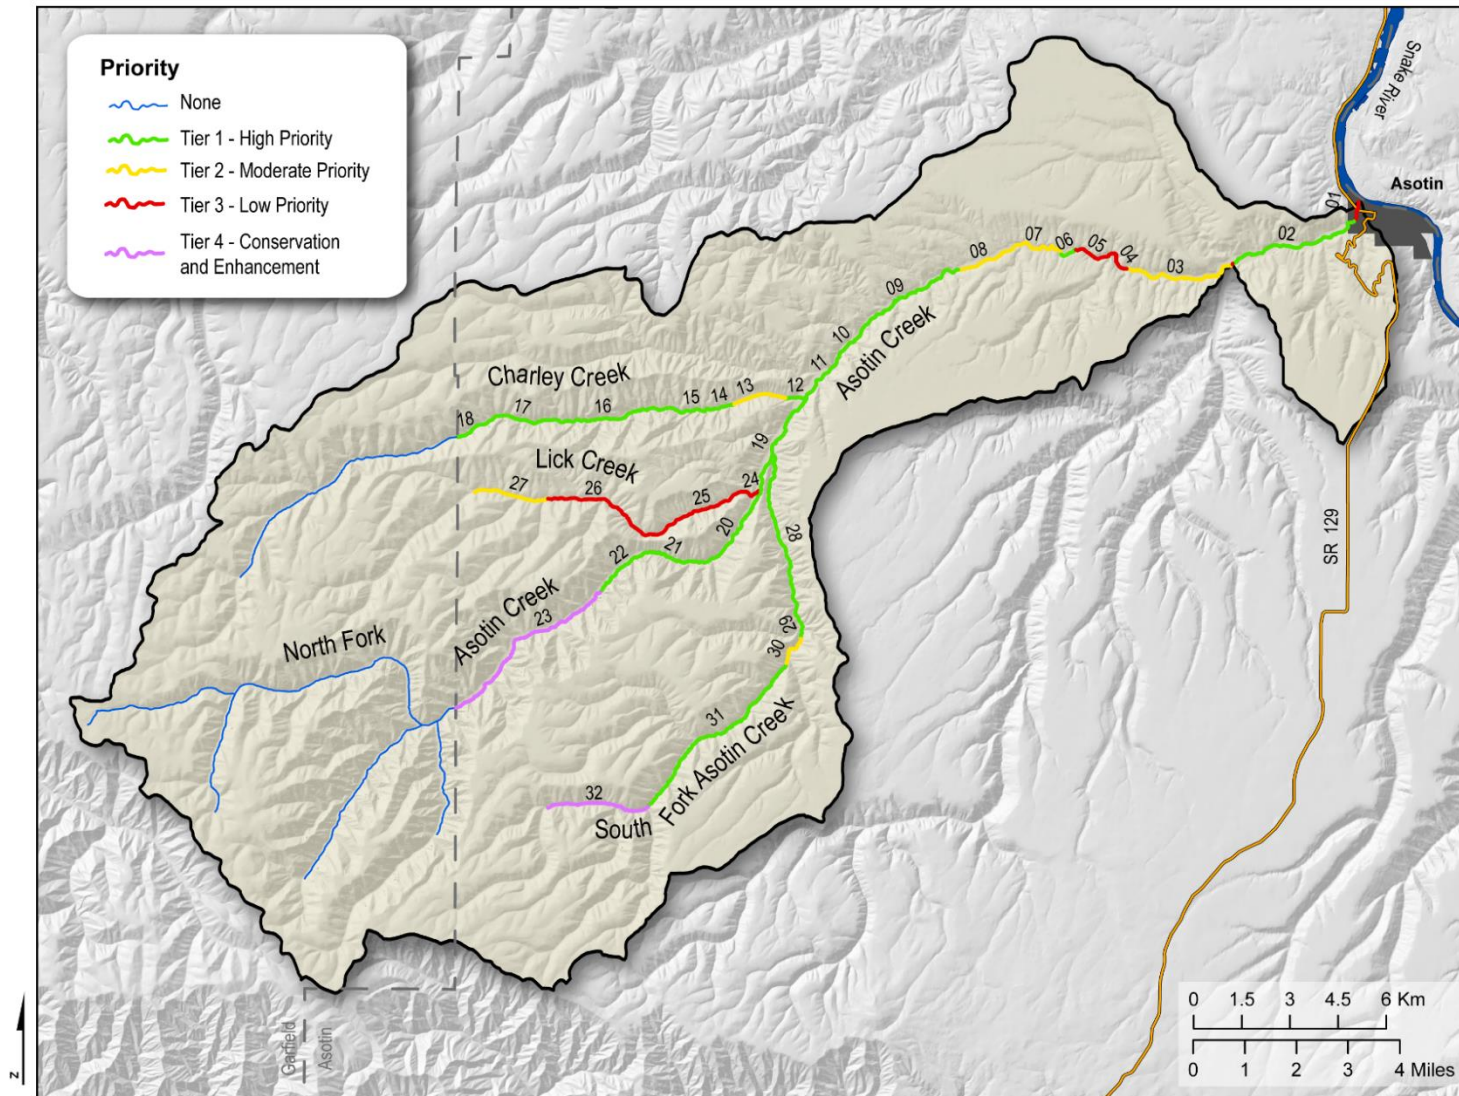 Priority
None
Tier 1 - High Priority
Tier 2 - Moderate Priority
Tier 3 - Low Priority
Tier 4 - Conservation
and Enhancement
Snake River
Asotin
01
02
03
04
05
06
07
08
09
10
11
Asotin Creek
Charley Creek
12
13
14
15
16
17
18
19
Lick Creek
20
21
22
23
24
25
26
27
28
29
30
31
32
North Fork
Asotin Creek
South
Fork Asotin Creek
SR 129
Garfield
Asotin
0 1.5 3 4.5 6 Km
0 1 2 3 4 Miles
Z